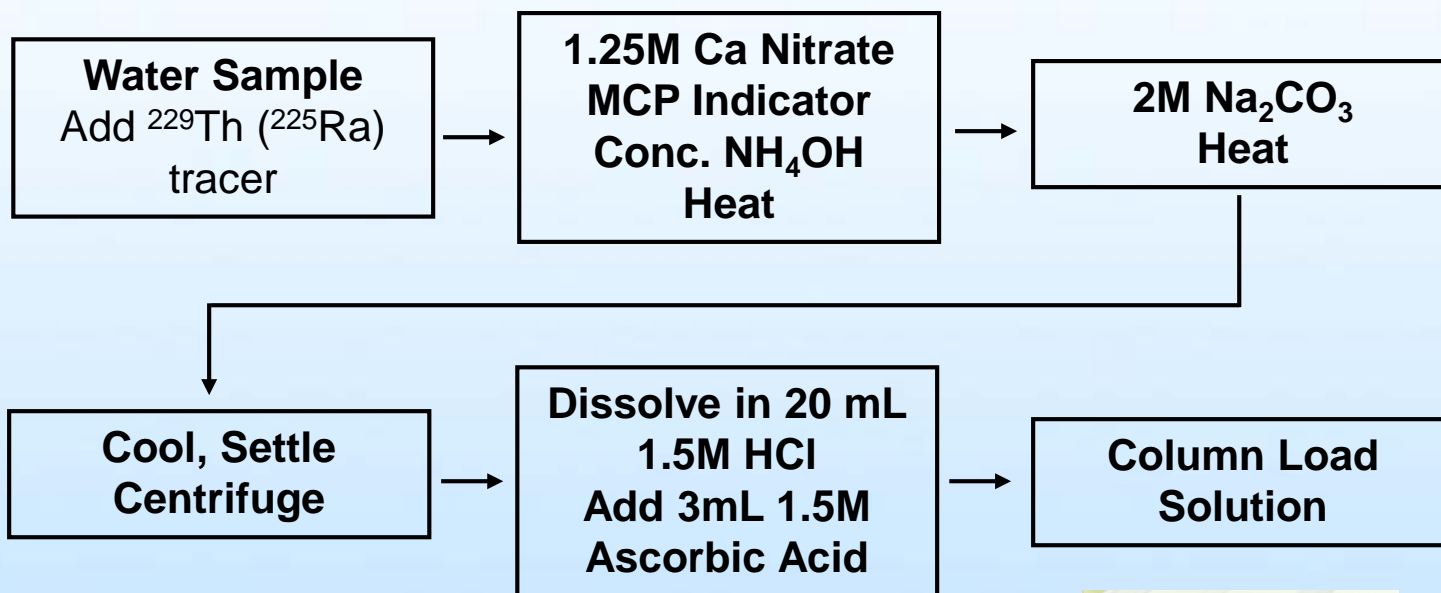 Water Sample
Add ²²⁹Th (²²⁵Ra)
tracer
1.25M Ca Nitrate
MCP Indicator
Conc. NH₄OH
Heat
2M Na₂CO₃
Heat
Cool, Settle
Centrifuge
Dissolve in 20 mL
1.5M HCl
Add 3mL 1.5M
Ascorbic Acid
Column Load
Solution